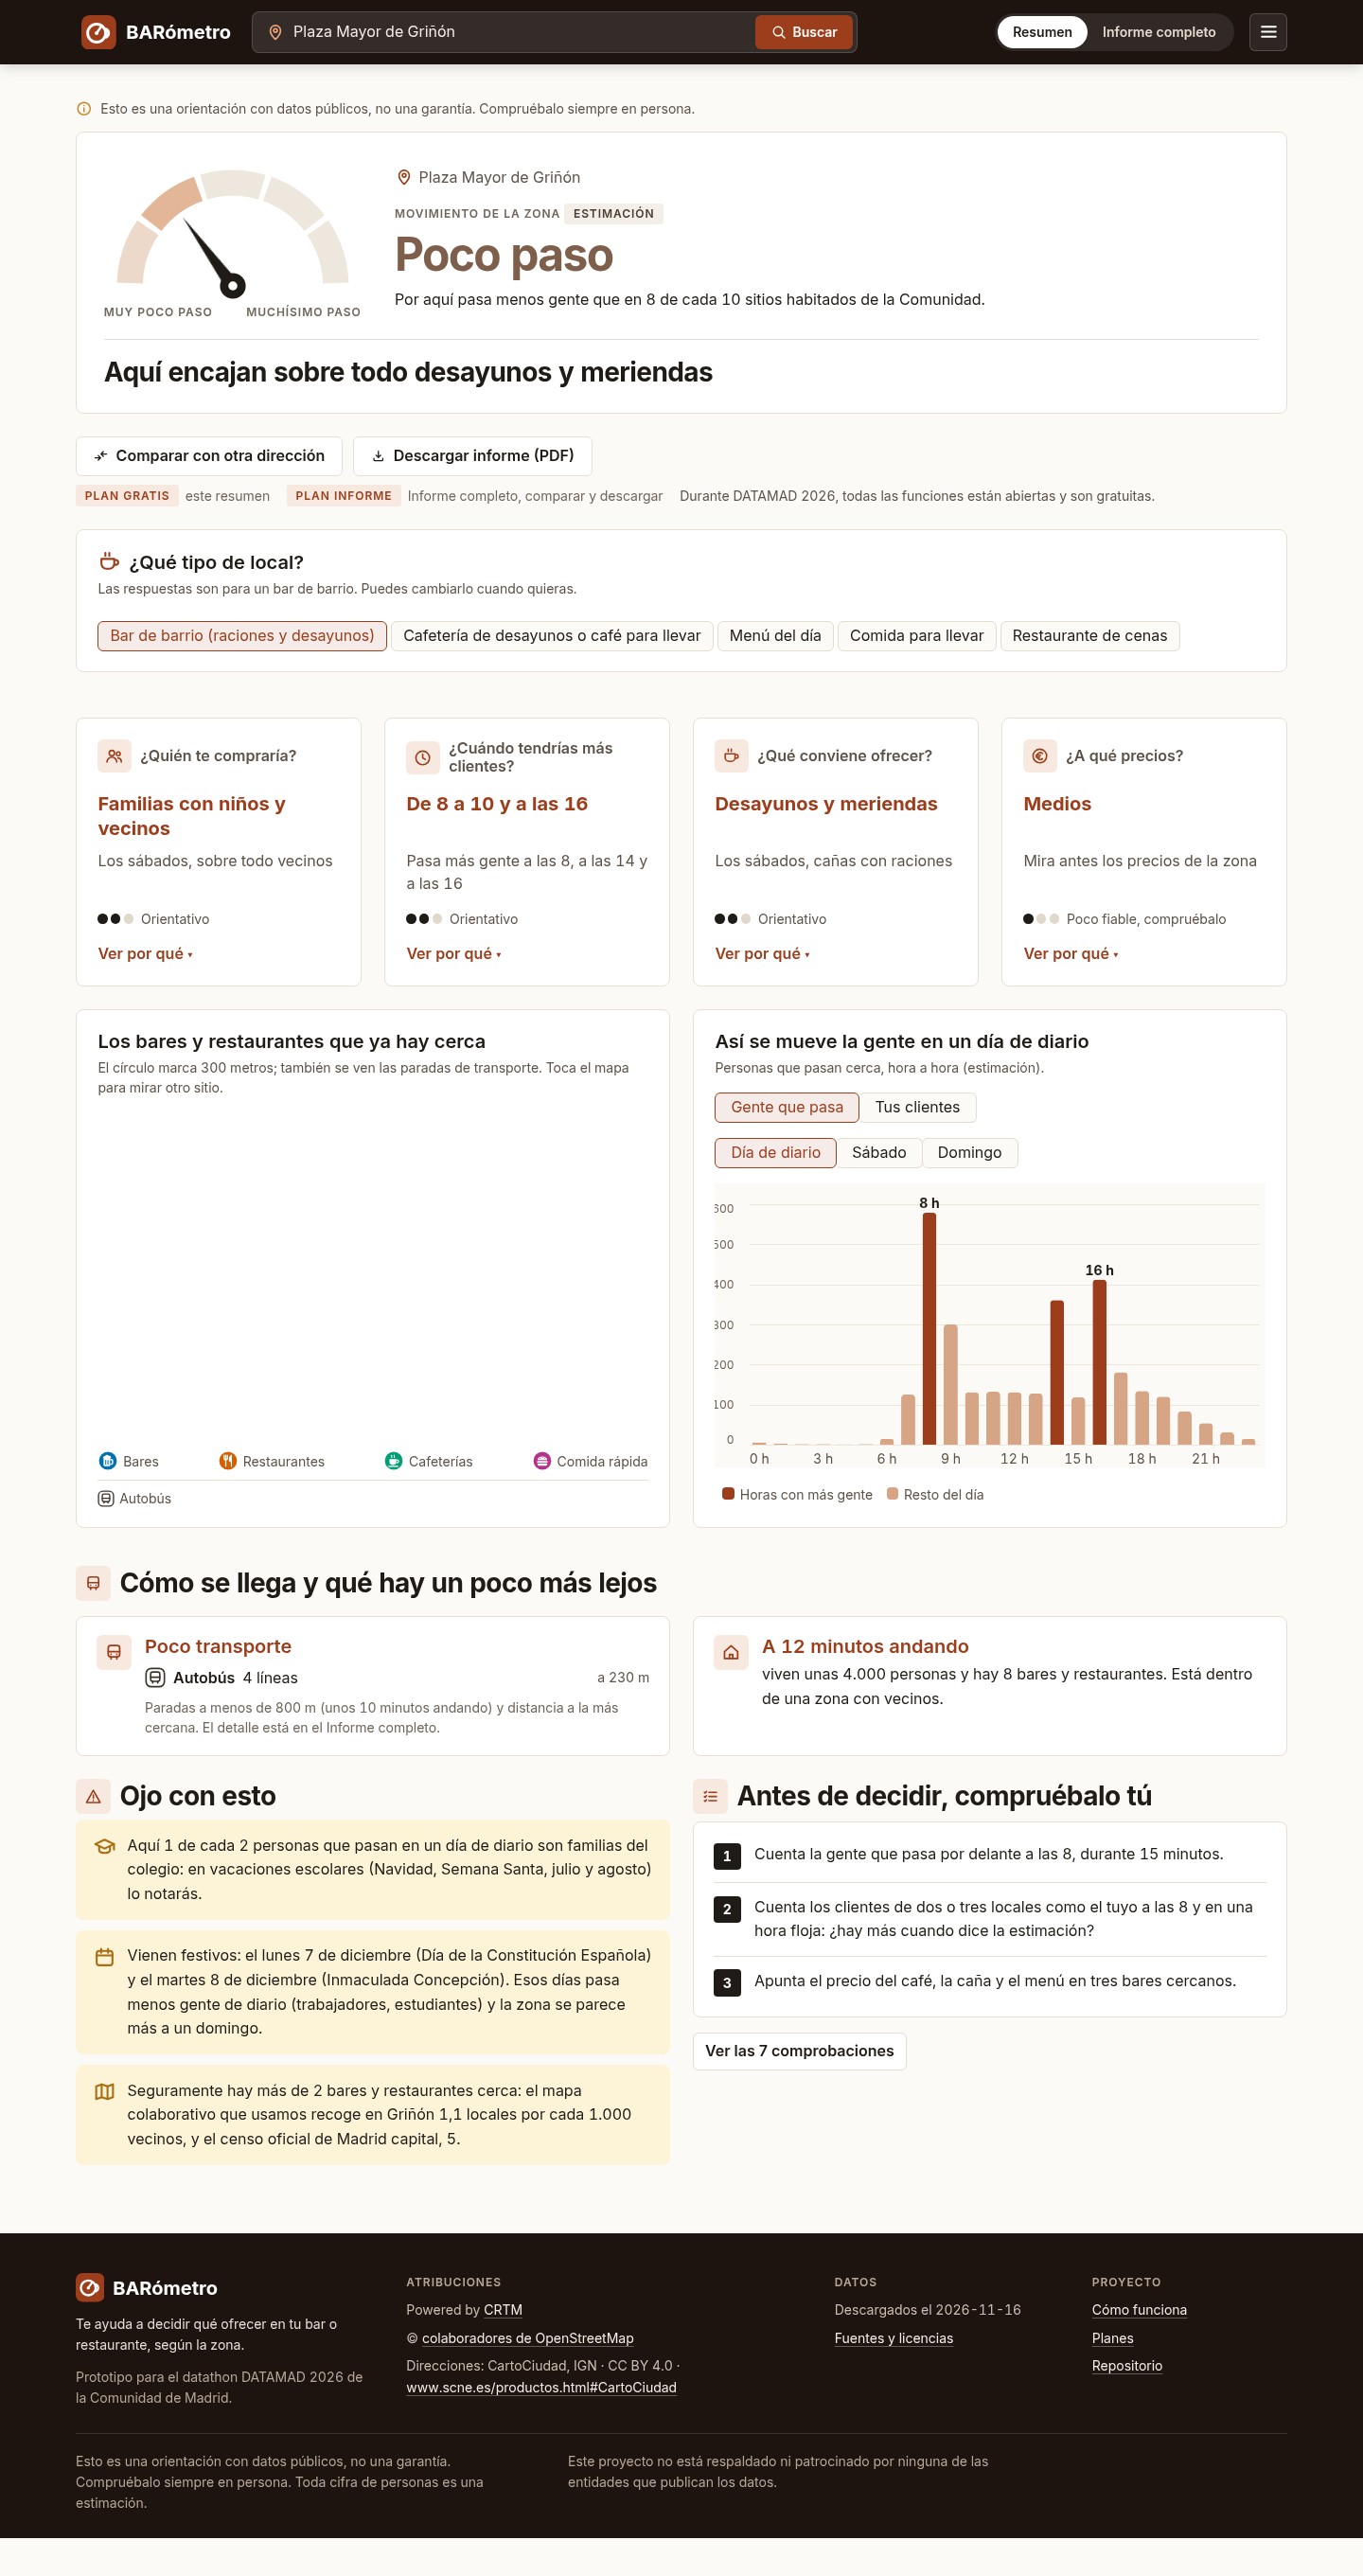 BARómetro
Plaza Mayor de Griñón
Buscar
Resumen
Informe completo
Esto es una orientación con datos públicos, no una garantía. Compruébalo siempre en persona.
Plaza Mayor de Griñón
MOVIMIENTO DE LA ZONA ESTIMACIÓN
Poco paso
Por aquí pasa menos gente que en 8 de cada 10 sitios habitados de la Comunidad.
MUY POCO PASO
MUCHÍSIMO PASO
Aquí encajan sobre todo desayunos y meriendas
Comparar con otra dirección
Descargar informe (PDF)
PLAN GRATIS este resumen PLAN INFORME Informe completo, comparar y descargar Durante DATAMAD 2026, todas las funciones están abiertas y son gratuitas.
¿Qué tipo de local?
Las respuestas son para un bar de barrio. Puedes cambiarlo cuando quieras.
Bar de barrio (raciones y desayunos)
Cafetería de desayunos o café para llevar
Menú del día
Comida para llevar
Restaurante de cenas
¿Quién te compraría?
Familias con niños y
vecinos
Los sábados, sobre todo vecinos
Orientativo
Ver por qué
¿Cuándo tendrías más
clientes?
De 8 a 10 y a las 16
Pasa más gente a las 8, a las 14 y
a las 16
Orientativo
Ver por qué
¿Qué conviene ofrecer?
Desayunos y meriendas
Los sábados, cañas con raciones
Orientativo
Ver por qué
¿A qué precios?
Medios
Mira antes los precios de la zona
Poco fiable, compruébalo
Ver por qué
Los bares y restaurantes que ya hay cerca
El círculo marca 300 metros; también se ven las paradas de transporte. Toca el mapa
para mirar otro sitio.
Bares
Restaurantes
Cafeterías
Comida rápida
Autobús
Así se mueve la gente en un día de diario
Personas que pasan cerca, hora a hora (estimación).
Gente que pasa
Tus clientes
Día de diario
Sábado
Domingo
600
500
400
300
200
100
0
8 h
16 h
0 h
3 h
6 h
9 h
12 h
15 h
18 h
21 h
Horas con más gente
Resto del día
Cómo se llega y qué hay un poco más lejos
Poco transporte
Autobús 4 líneas a 230 m
Paradas a menos de 800 m (unos 10 minutos andando) y distancia a la más
cercana. El detalle está en el Informe completo.
A 12 minutos andando
viven unas 4.000 personas y hay 8 bares y restaurantes. Está dentro
de una zona con vecinos.
Ojo con esto
Aquí 1 de cada 2 personas que pasan en un día de diario son familias del
colegio: en vacaciones escolares (Navidad, Semana Santa, julio y agosto)
lo notarás.
Vienen festivos: el lunes 7 de diciembre (Día de la Constitución Española)
y el martes 8 de diciembre (Inmaculada Concepción). Esos días pasa
menos gente de diario (trabajadores, estudiantes) y la zona se parece
más a un domingo.
Seguramente hay más de 2 bares y restaurantes cerca: el mapa
colaborativo que usamos recoge en Griñón 1,1 locales por cada 1.000
vecinos, y el censo oficial de Madrid capital, 5.
Antes de decidir, compruébalo tú
1 Cuenta la gente que pasa por delante a las 8, durante 15 minutos.
2 Cuenta los clientes de dos o tres locales como el tuyo a las 8 y en una
hora floja: ¿hay más cuando dice la estimación?
3 Apunta el precio del café, la caña y el menú en tres bares cercanos.
Ver las 7 comprobaciones
BARómetro
Te ayuda a decidir qué ofrecer en tu bar o
restaurante, según la zona.
Prototipo para el datathon DATAMAD 2026 de
la Comunidad de Madrid.
ATRIBUCIONES
Powered by CRTM
© colaboradores de OpenStreetMap
Direcciones: CartoCiudad, IGN · CC BY 4.0 ·
www.scne.es/productos.html#CartoCiudad
DATOS
Descargados el 2026-11-16
Fuentes y licencias
PROYECTO
Cómo funciona
Planes
Repositorio
Esto es una orientación con datos públicos, no una garantía.
Compruébalo siempre en persona. Toda cifra de personas es una
estimación.
Este proyecto no está respaldado ni patrocinado por ninguna de las
entidades que publican los datos.